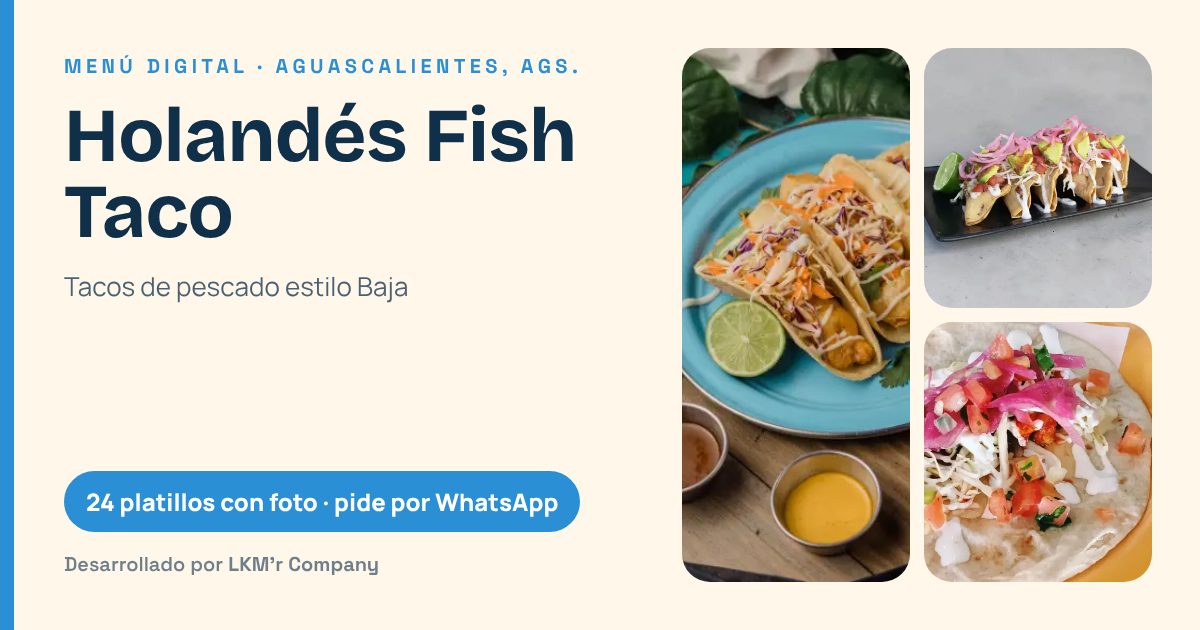 MENÚ DIGITAL · AGUASCALIENTES, AGS.
Holandés Fish
Taco
Tacos de pescado estilo Baja
24 platillos con foto · pide por WhatsApp
Desarrollado por LKM’r Company